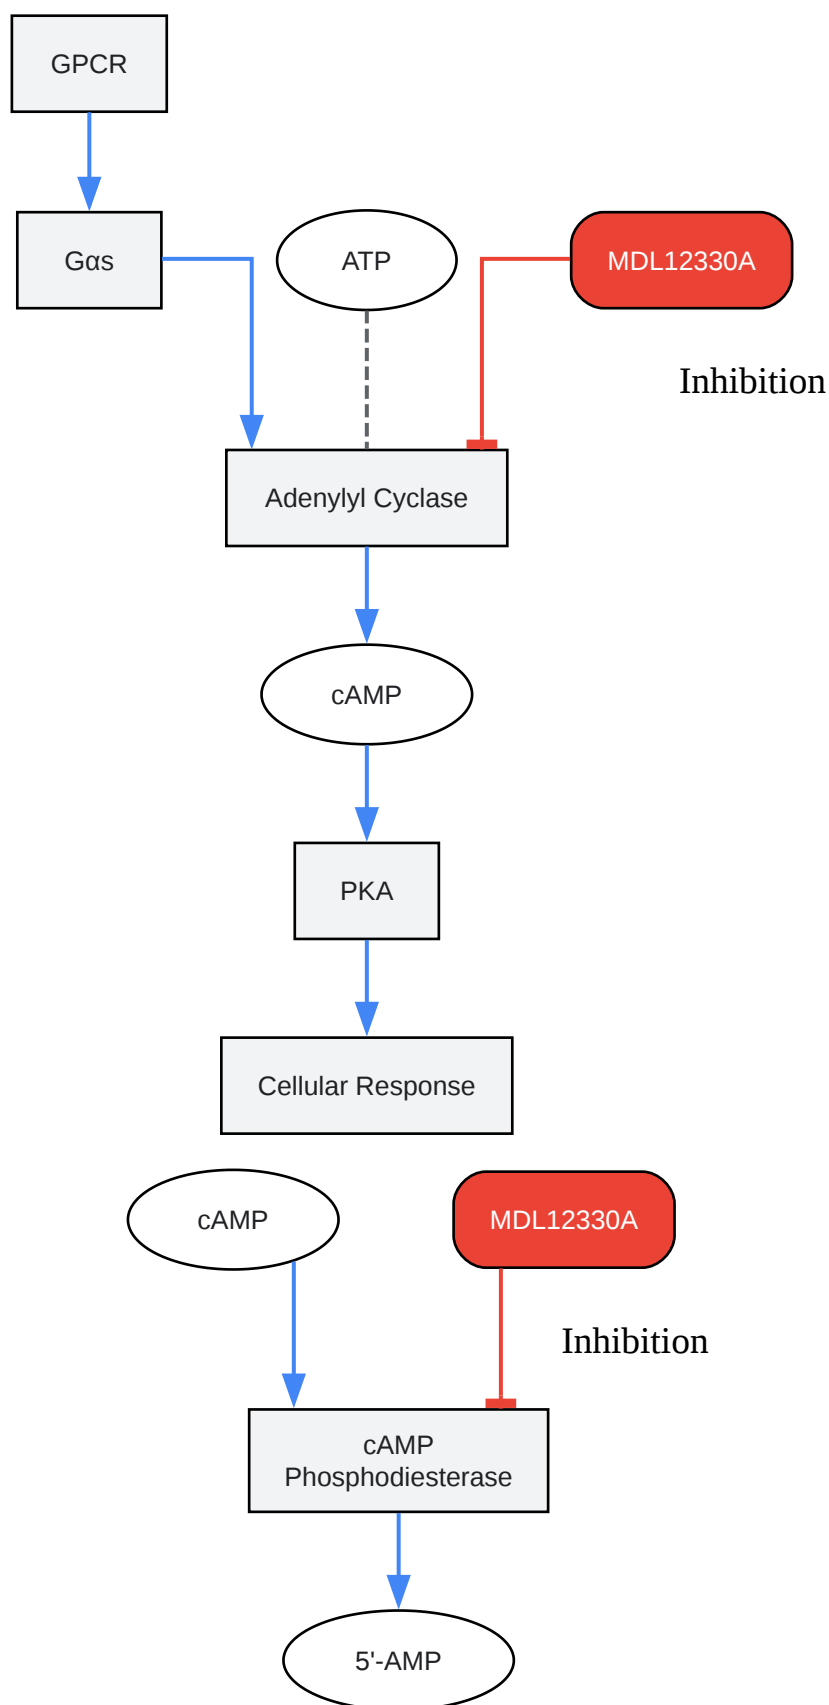 GPCR
Gαs
ATP
MDL12330A
Inhibition
Adenylyl Cyclase
cAMP
PKA
Cellular Response
cAMP
MDL12330A
Inhibition
cAMP
Phosphodiesterase
5'-AMP